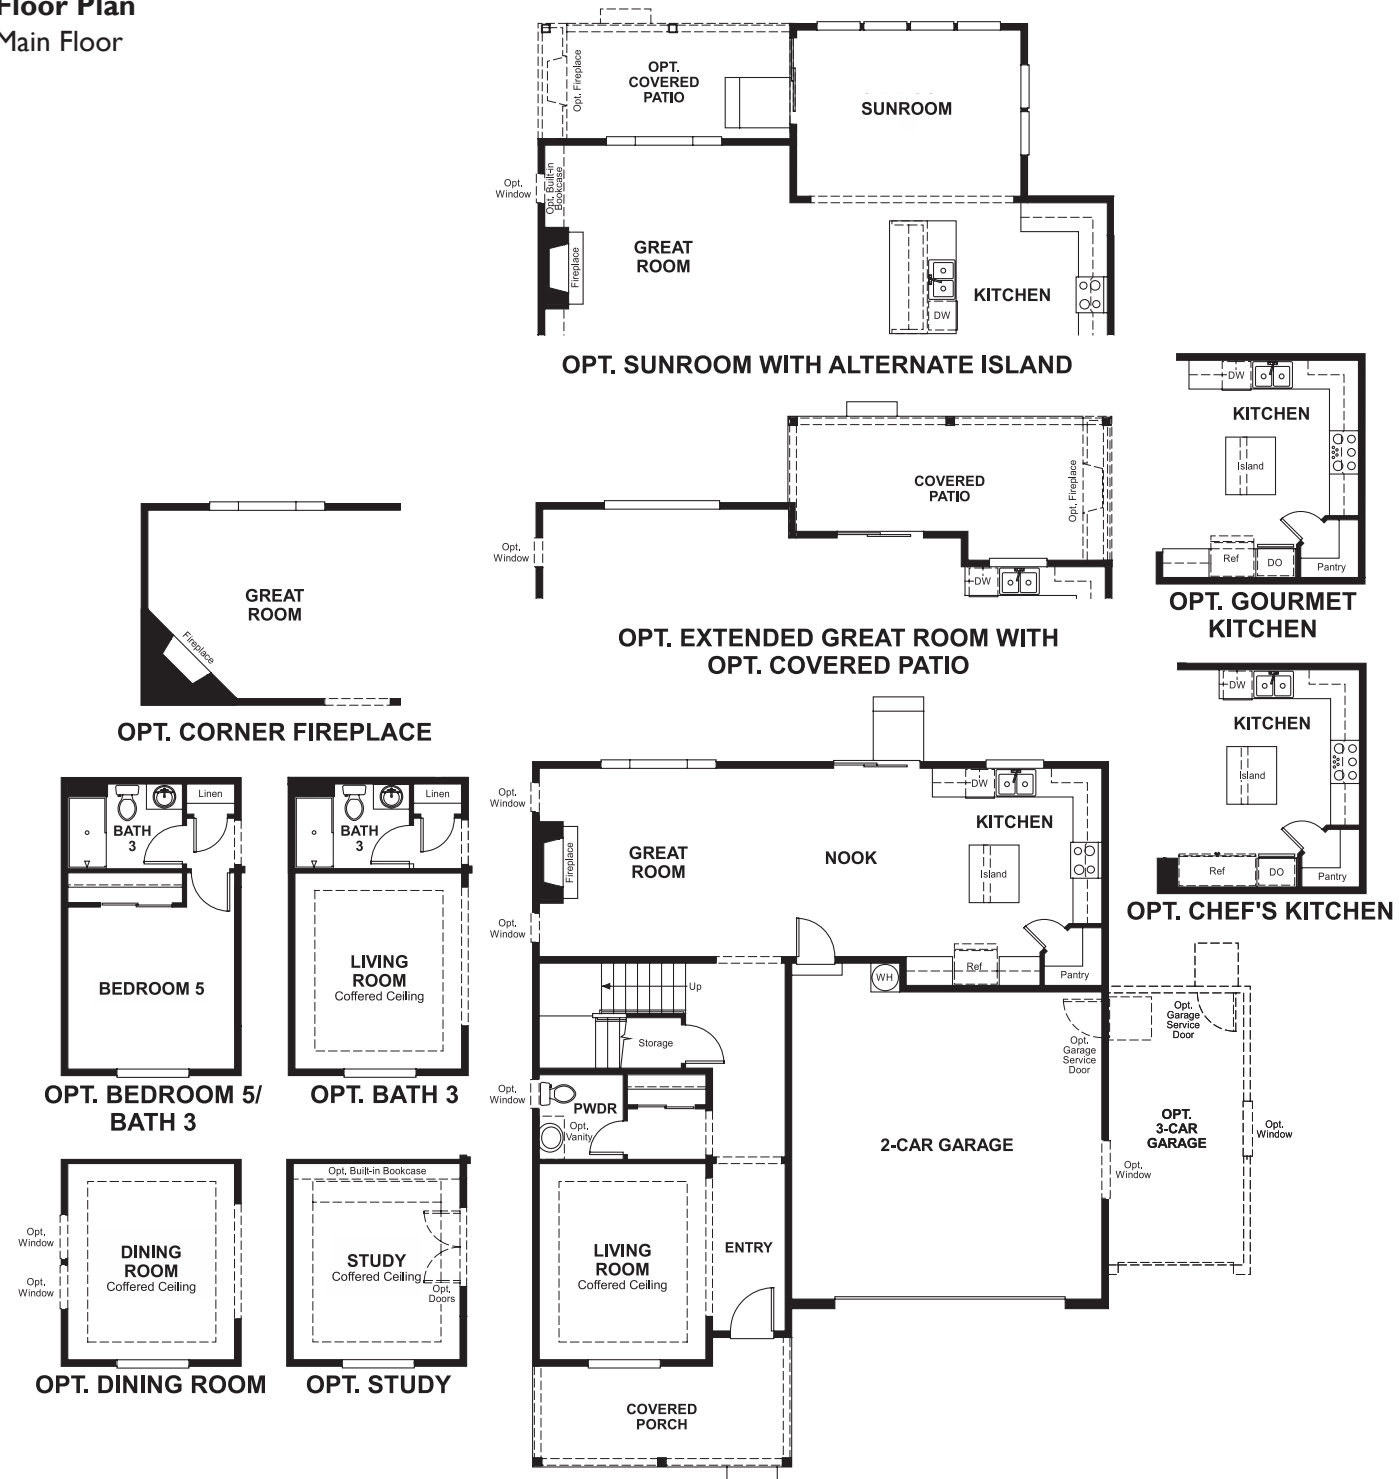 Floor Plan
Main Floor
OPT.
COVERED
PATIO
Opt. Fireplace
SUNROOM
Opt.
Window
Opt. Built-in
Bookcase
GREAT
ROOM
Fireplace
KITCHEN
DW
OPT. SUNROOM WITH ALTERNATE ISLAND
DW
KITCHEN
Island
Ref
DO
Pantry
OPT. GOURMET
KITCHEN
COVERED
PATIO
Opt. Fireplace
Opt.
Window
DW
OPT. EXTENDED GREAT ROOM WITH
OPT. COVERED PATIO
GREAT
ROOM
Fireplace
OPT. CORNER FIREPLACE
DW
KITCHEN
Island
Ref
DO
Pantry
OPT. CHEF'S KITCHEN
Linen
BATH
3
BEDROOM 5
OPT. BEDROOM 5/
BATH 3
Linen
BATH
3
LIVING
ROOM
Coffered Ceiling
OPT. BATH 3
Opt.
Window
Fireplace
GREAT
ROOM
NOOK
DW
KITCHEN
Island
Opt.
Window
WH
Ref
Pantry
Up
Storage
Opt.
Garage
Service
Door
Opt.
Garage
Service
Door
Opt.
Window
PWDR
Opt.
Vanity
2-CAR GARAGE
OPT.
3-CAR
GARAGE
Opt.
Window
Opt.
Window
LIVING
ROOM
Coffered Ceiling
ENTRY
COVERED
PORCH
Opt.
Window
Opt.
Window
DINING
ROOM
Coffered Ceiling
OPT. DINING ROOM
Opt. Built-in Bookcase
STUDY
Coffered Ceiling
Opt.
Doors
OPT. STUDY